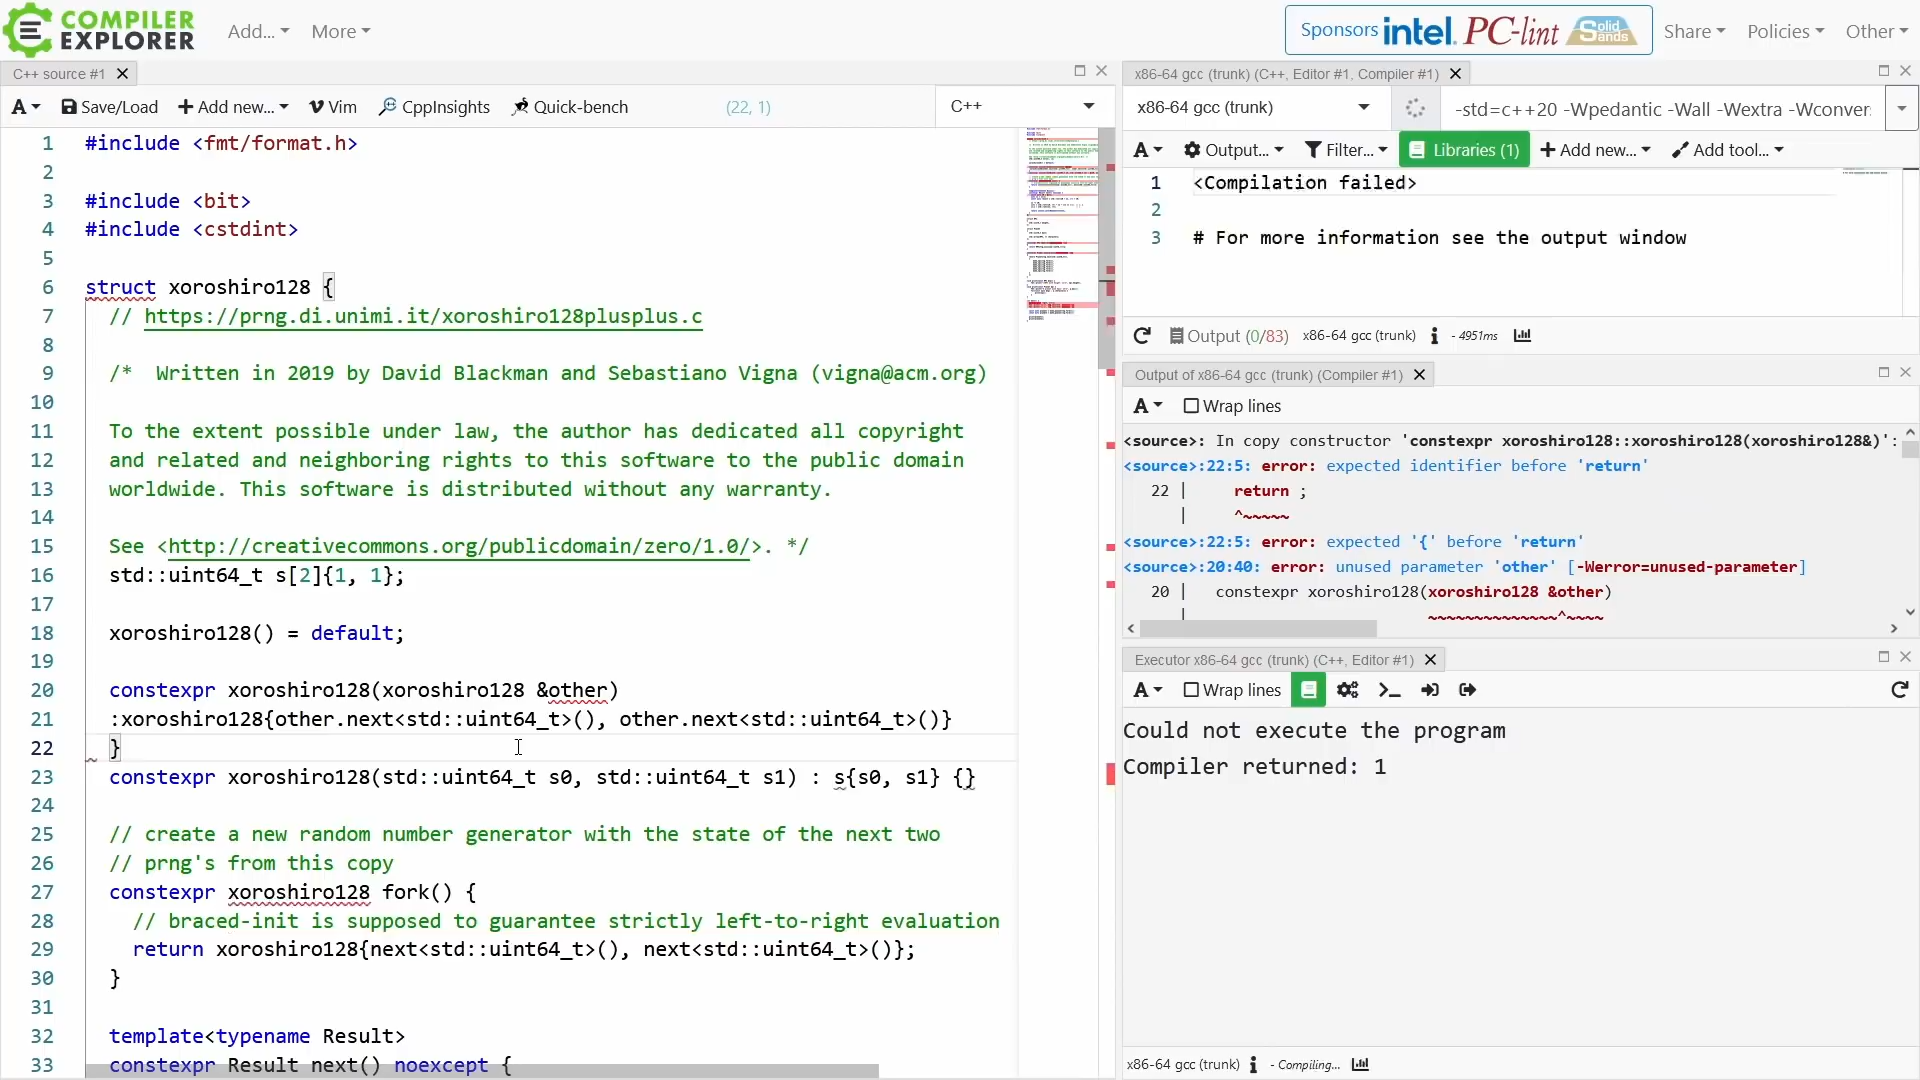 COMPILER
EXPLORER
Add...
More
Sponsors intel. PC-lint Solid Sands
Share
Policies
Other
C++ source #1
A
Save/Load
Add new...
Vim
CppInsights
Quick-bench
(22, 1)
C++
1 #include <fmt/format.h>
2
3 #include <bit>
4 #include <cstdint>
5
6 struct xoroshiro128 {
7 // https://prng.di.unimi.it/xoroshiro128plusplus.c
8
9 /*  Written in 2019 by David Blackman and Sebastiano Vigna (vigna@acm.org)
10
11 To the extent possible under law, the author has dedicated all copyright
12 and related and neighboring rights to this software to the public domain
13 worldwide. This software is distributed without any warranty.
14
15 See <http://creativecommons.org/publicdomain/zero/1.0/>. */
16 std::uint64_t s[2]{1, 1};
17
18 xoroshiro128() = default;
19
20 constexpr xoroshiro128(xoroshiro128 &other)
21 :xoroshiro128{other.next<std::uint64_t>(), other.next<std::uint64_t>()}
22 }
23 constexpr xoroshiro128(std::uint64_t s0, std::uint64_t s1) : s{s0, s1} {}
24
25 // create a new random number generator with the state of the next two
26 // prng's from this copy
27 constexpr xoroshiro128 fork() {
28 // braced-init is supposed to guarantee strictly left-to-right evaluation
29 return xoroshiro128{next<std::uint64_t>(), next<std::uint64_t>()};
30 }
31
32 template<typename Result>
33 constexpr Result next() noexcept {
x86-64 gcc (trunk) (C++, Editor #1, Compiler #1)
x86-64 gcc (trunk)
-std=c++20 -Wpedantic -Wall -Wextra -Wconver
A
Output...
Filter...
Libraries (1)
Add new...
Add tool...
1 <Compilation failed>
2
3 # For more information see the output window
Output (0/83) x86-64 gcc (trunk) i - 4951ms
Output of x86-64 gcc (trunk) (Compiler #1)
A
Wrap lines
<source>: In copy constructor 'constexpr xoroshiro128::xoroshiro128(xoroshiro128&)':
<source>:22:5: error: expected identifier before 'return'
22 | return ;
| ^~~~~~
<source>:22:5: error: expected '{' before 'return'
<source>:20:40: error: unused parameter 'other' [-Werror=unused-parameter]
20 | constexpr xoroshiro128(xoroshiro128 &other)
| ~~~~~~~~~~~~~~^~~~~
Executor x86-64 gcc (trunk) (C++, Editor #1)
A
Wrap lines
Could not execute the program
Compiler returned: 1
x86-64 gcc (trunk) i - Compiling...